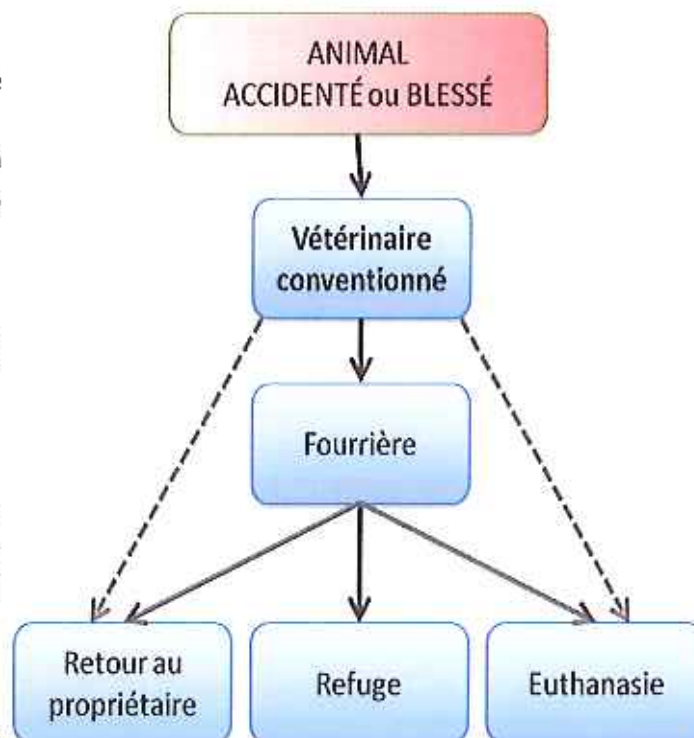 ANIMAL
ACCIDENTÉ ou BLESSÉ
Vétérinaire
conventionné
Fourrière
Retour au
propriétaire
Refuge
Euthanasie